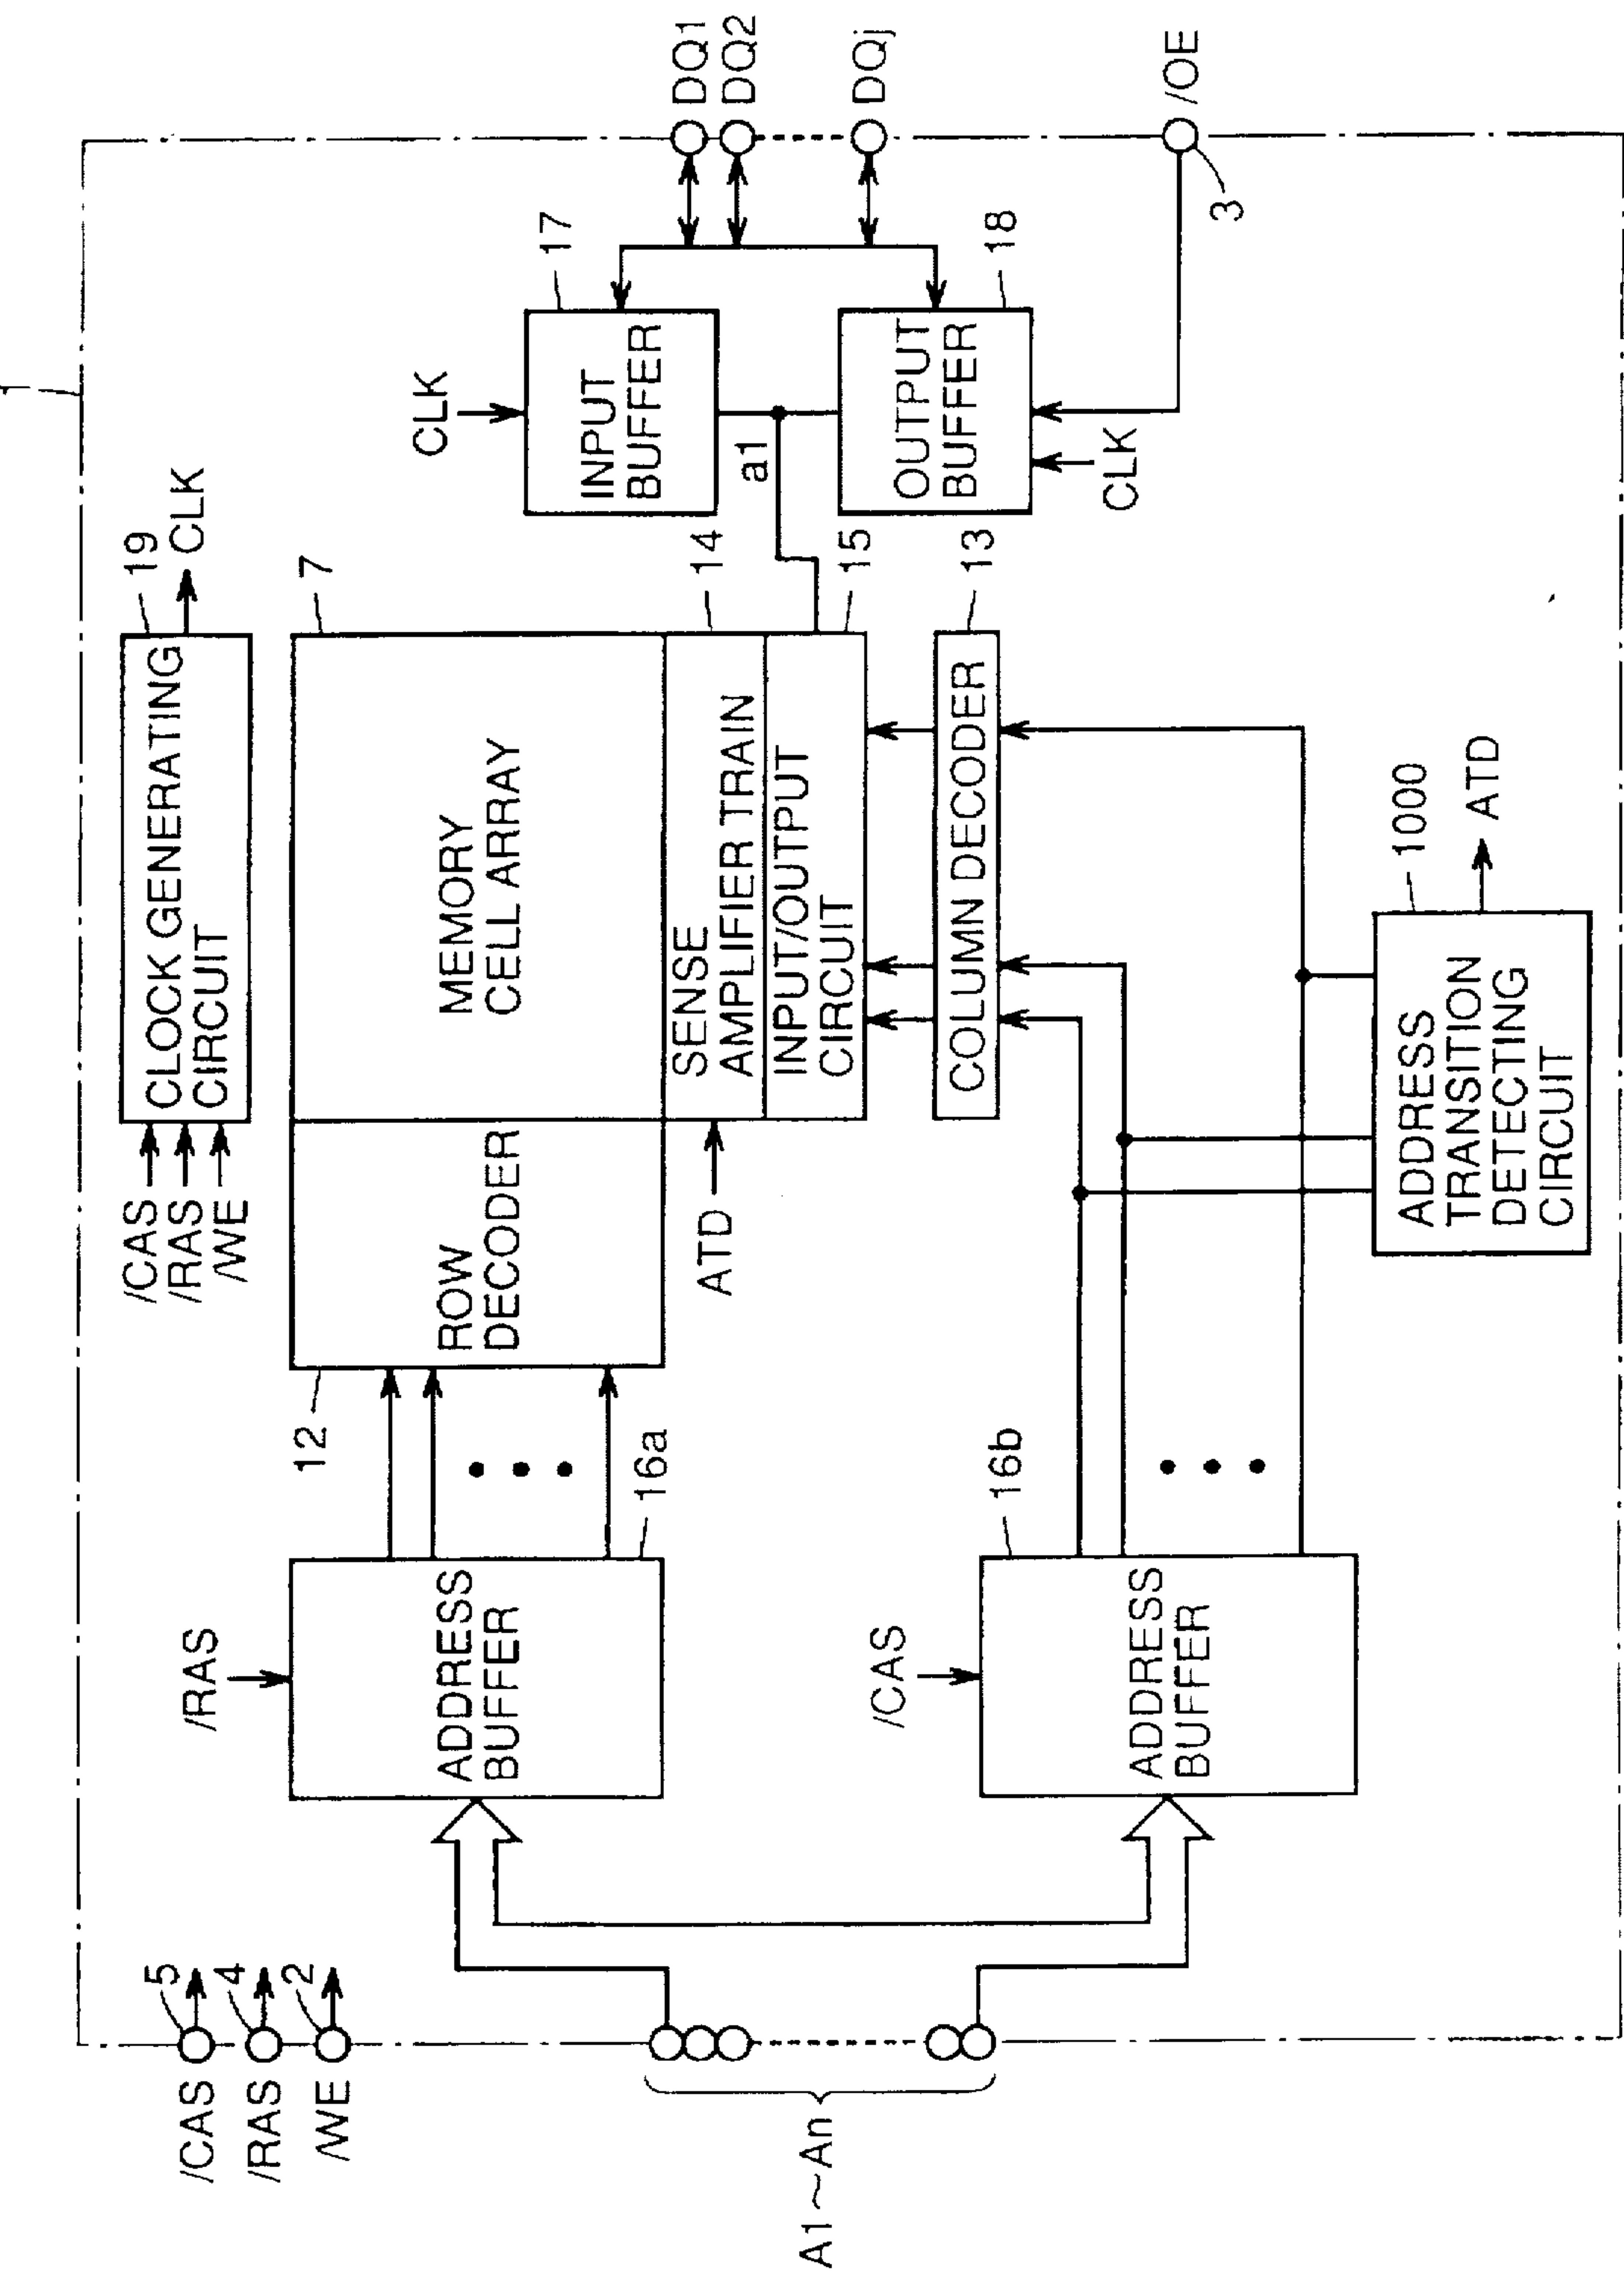 1
/CAS
5
/RAS
4
/WE
2
A1~An
/RAS
ADDRESS
BUFFER
16a
/CAS
ADDRESS
BUFFER
16b
/CAS
/RAS
/WE
CLOCK GENERATING
CIRCUIT
19
CLK
12
ROW
DECODER
MEMORY
CELL ARRAY
7
ATD
SENSE
AMPLIFIER TRAIN
14
INPUT/OUTPUT
CIRCUIT
15
COLUMN DECODER
13
ADDRESS
TRANSITION
DETECTING
CIRCUIT
1000
ATD
CLK
INPUT
BUFFER
17
a1
OUTPUT
BUFFER
18
CLK
DQ1
DQ2
DQj
/OE
3